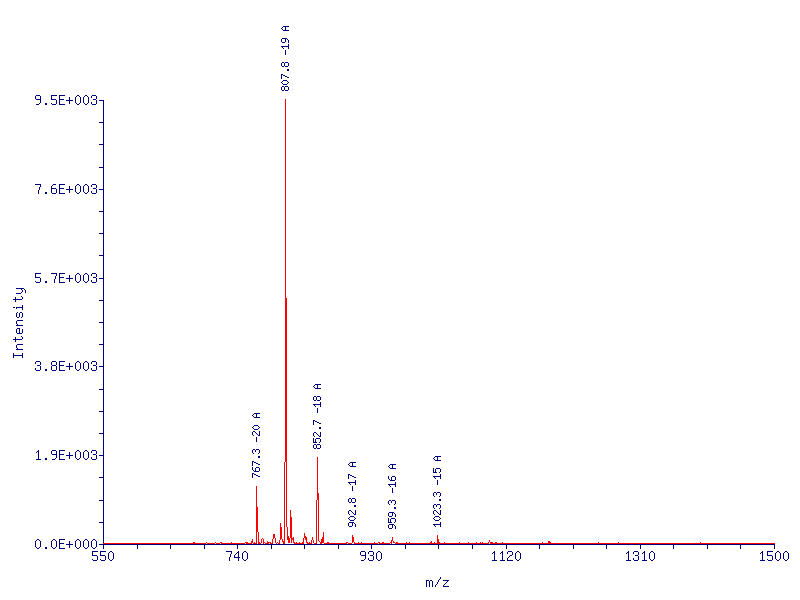 807.8 -19 A
9.5E+003
7.6E+003
5.7E+003
Intensity
3.8E+003
852.7 -18 A
767.3 -20 A
1.9E+003
902.8 -17 A
959.3 -16 A
1023.3 -15 A
0.0E+000
550 740 930 1120 1310 1500
m/z